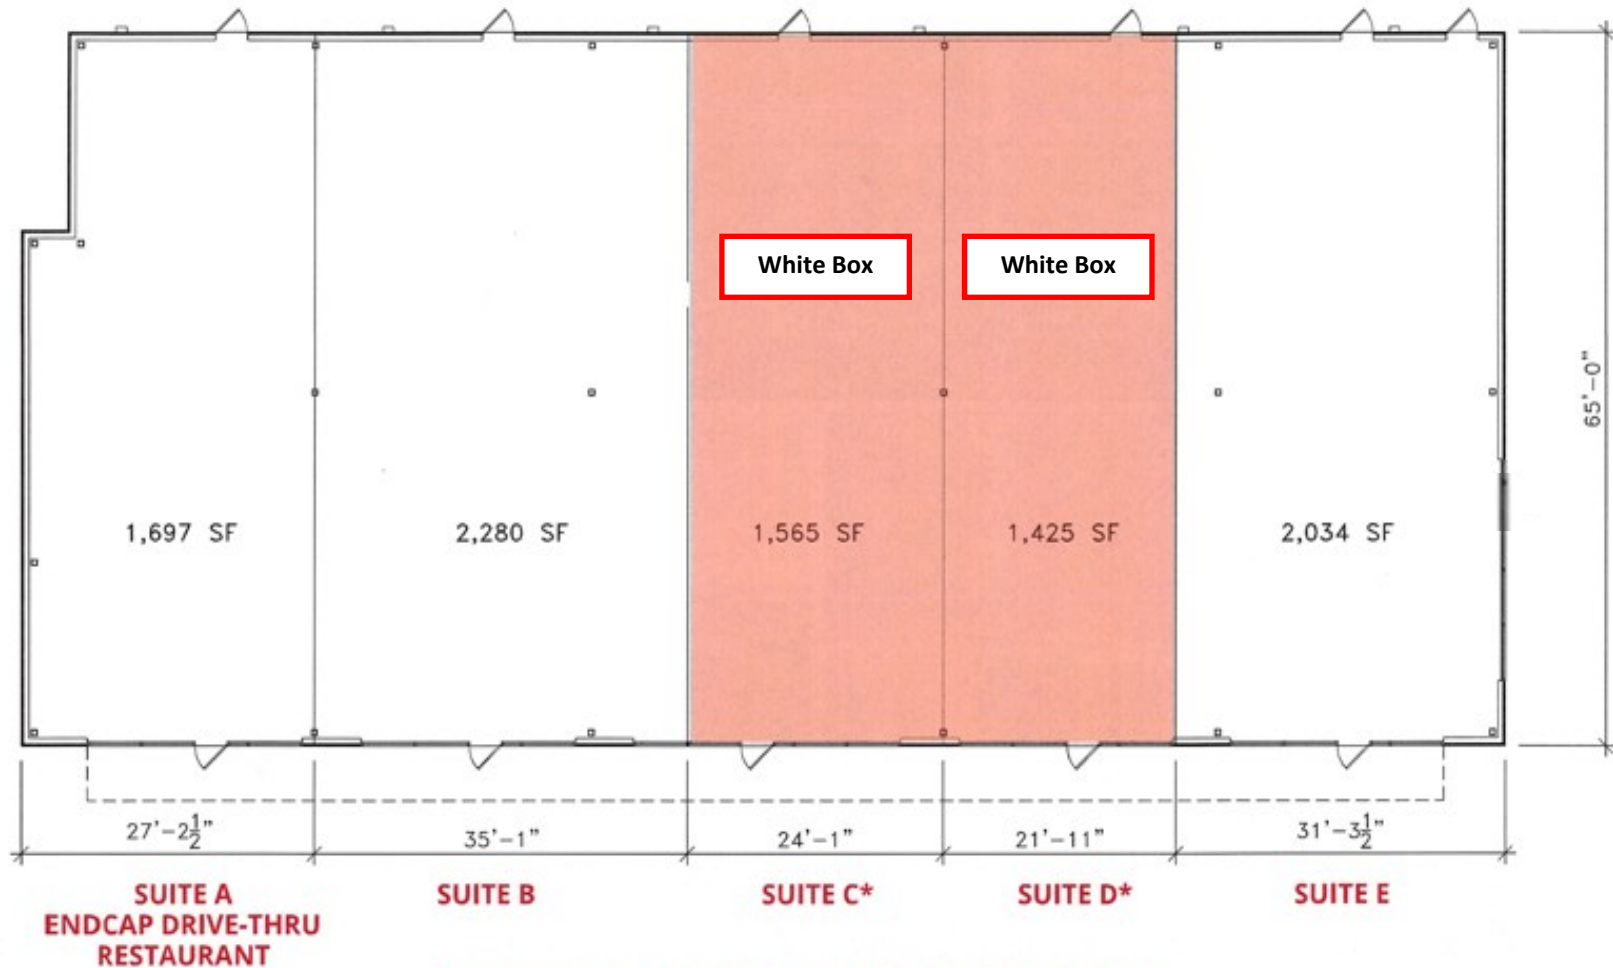 White Box
White Box
65'-0"
1,697 SF
2,280 SF
1,565 SF
1,425 SF
2,034 SF
27'-2½"
35'-1"
24'-1"
21'-11"
31'-3½"
SUITE A
ENDCAP DRIVE-THRU
RESTAURANT
SUITE B
SUITE C*
SUITE D*
SUITE E